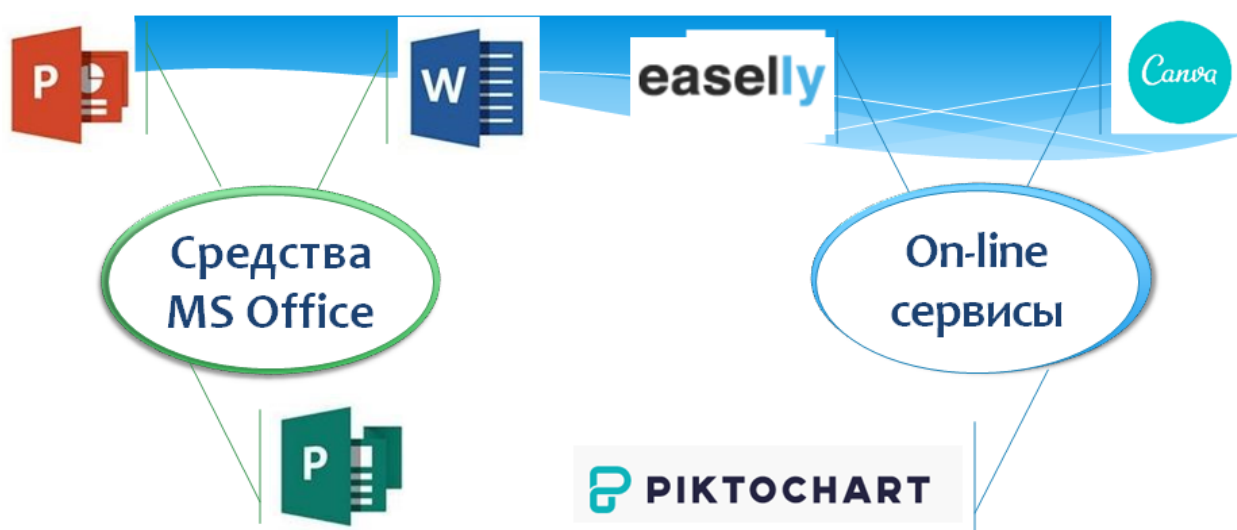 P
W
easelly
Canva
Средства
MS Office
On-line
сервисы
P
PIKTOCHART